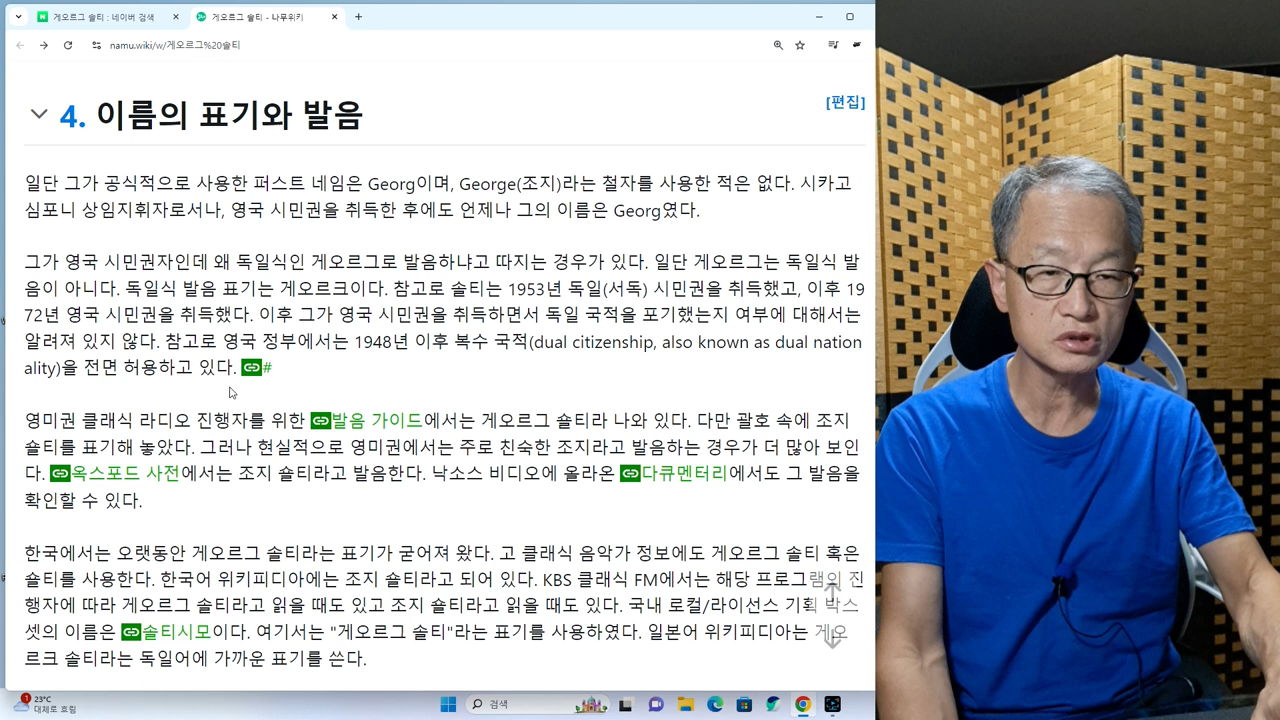 게오르그 솔티 : 네이버 검색
게오르그 솔티 - 나무위키
namu.wiki/w/게오르그%20솔티
4. 이름의 표기와 발음
[편집]
일단 그가 공식적으로 사용한 퍼스트 네임은 Georg이며, George(조지)라는 철자를 사용한 적은 없다. 시카고
심포니 상임지휘자로서나, 영국 시민권을 취득한 후에도 언제나 그의 이름은 Georg였다.
그가 영국 시민권자인데 왜 독일식인 게오르그로 발음하냐고 따지는 경우가 있다. 일단 게오르그는 독일식 발
음이 아니다. 독일식 발음 표기는 게오르크이다. 참고로 솔티는 1953년 독일(서독) 시민권을 취득했고, 이후 19
72년 영국 시민권을 취득했다. 이후 그가 영국 시민권을 취득하면서 독일 국적을 포기했는지 여부에 대해서는
알려져 있지 않다. 참고로 영국 정부에서는 1948년 이후 복수 국적(dual citizenship, also known as dual nation
ality)을 전면 허용하고 있다. #
영미권 클래식 라디오 진행자를 위한 발음 가이드에서는 게오르그 숄티라 나와 있다. 다만 괄호 속에 조지
숄티를 표기해 놓았다. 그러나 현실적으로 영미권에서는 주로 친숙한 조지라고 발음하는 경우가 더 많아 보인
다. 옥스포드 사전에서는 조지 숄티라고 발음한다. 낙소스 비디오에 올라온 다큐멘터리에서도 그 발음을
확인할 수 있다.
한국에서는 오랫동안 게오르그 솔티라는 표기가 굳어져 왔다. 고 클래식 음악가 정보에도 게오르그 솔티 혹은
숄티를 사용한다. 한국어 위키피디아에는 조지 숄티라고 되어 있다. KBS 클래식 FM에서는 해당 프로그램의 진
행자에 따라 게오르그 솔티라고 읽을 때도 있고 조지 숄티라고 읽을 때도 있다. 국내 로컬/라이선스 기획 박스
셋의 이름은 솔티시모이다. 여기서는 "게오르그 솔티"라는 표기를 사용하였다. 일본어 위키피디아는 게오
르크 솔티라는 독일어에 가까운 표기를 쓴다.
1
23°C
대체로 흐림
검색